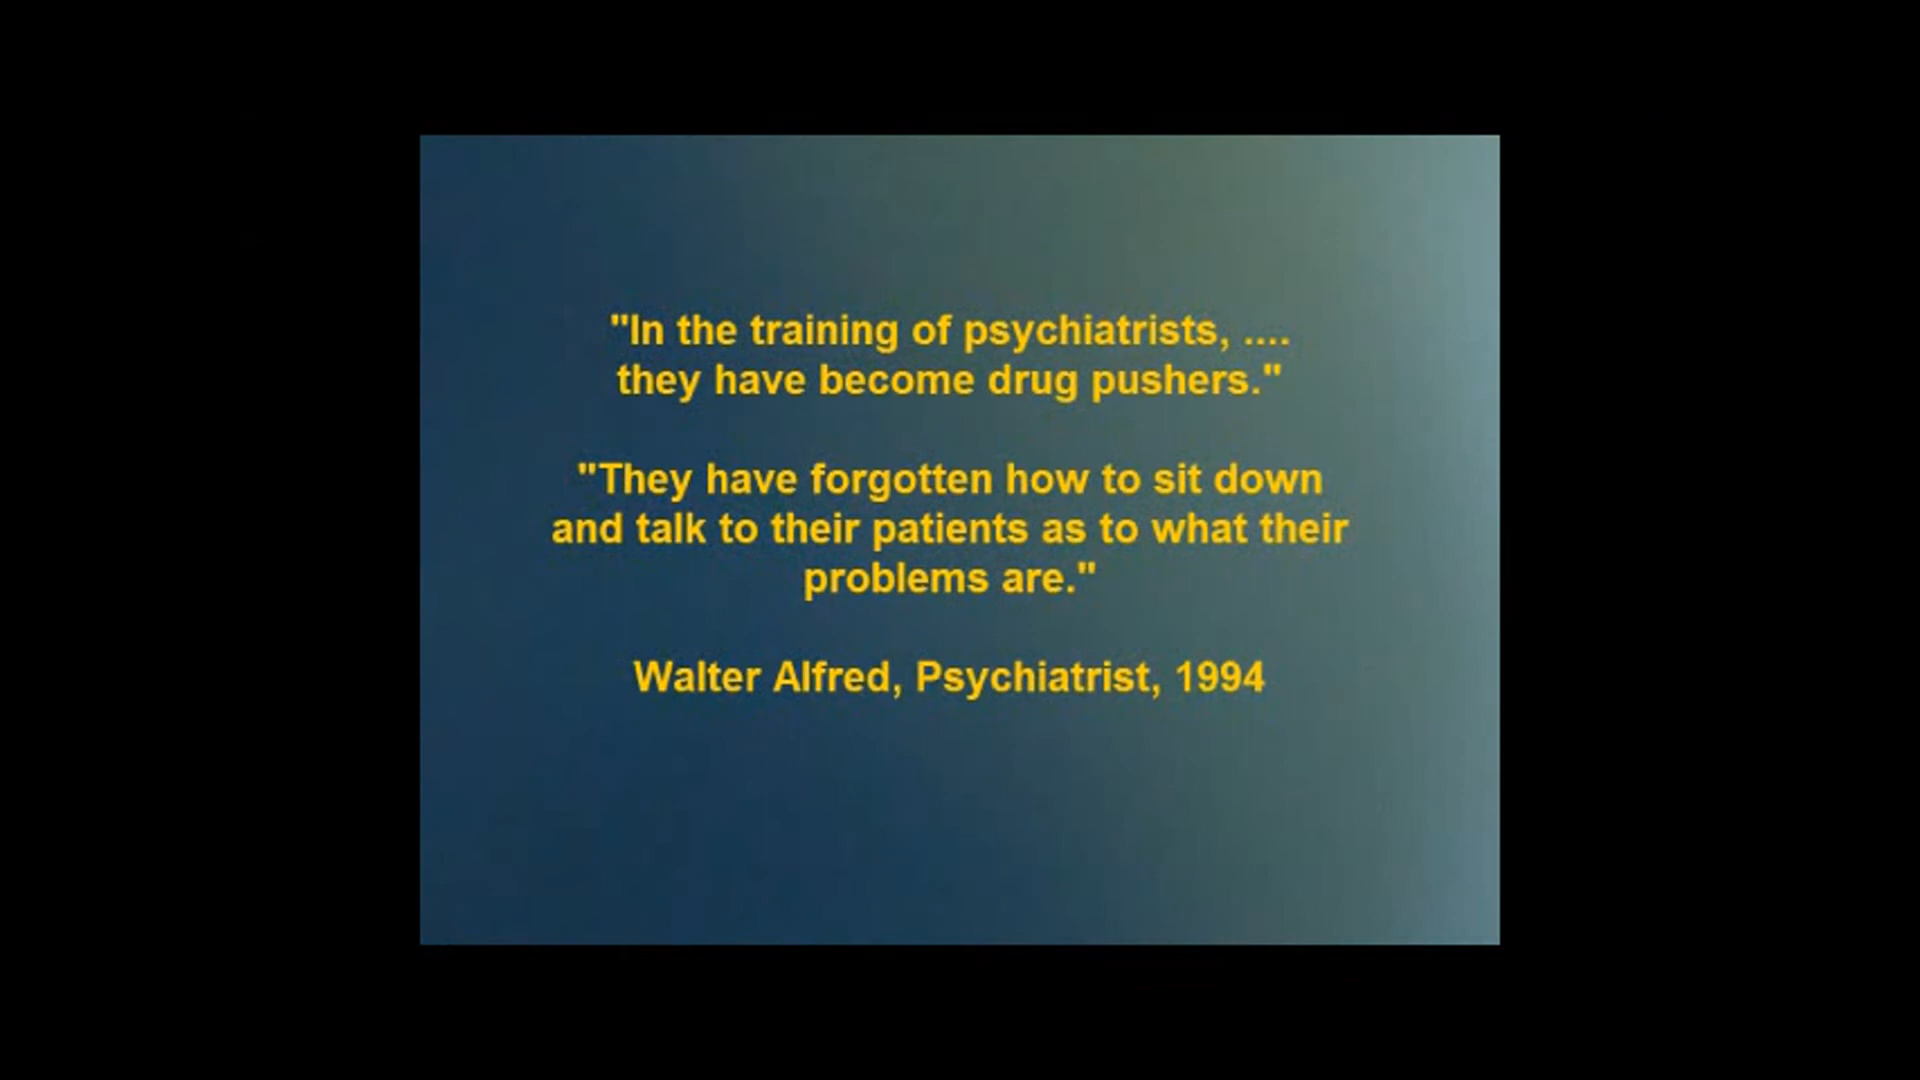 "In the training of psychiatrists, ....
they have become drug pushers."
"They have forgotten how to sit down
and talk to their patients as to what their
problems are."
Walter Alfred, Psychiatrist, 1994